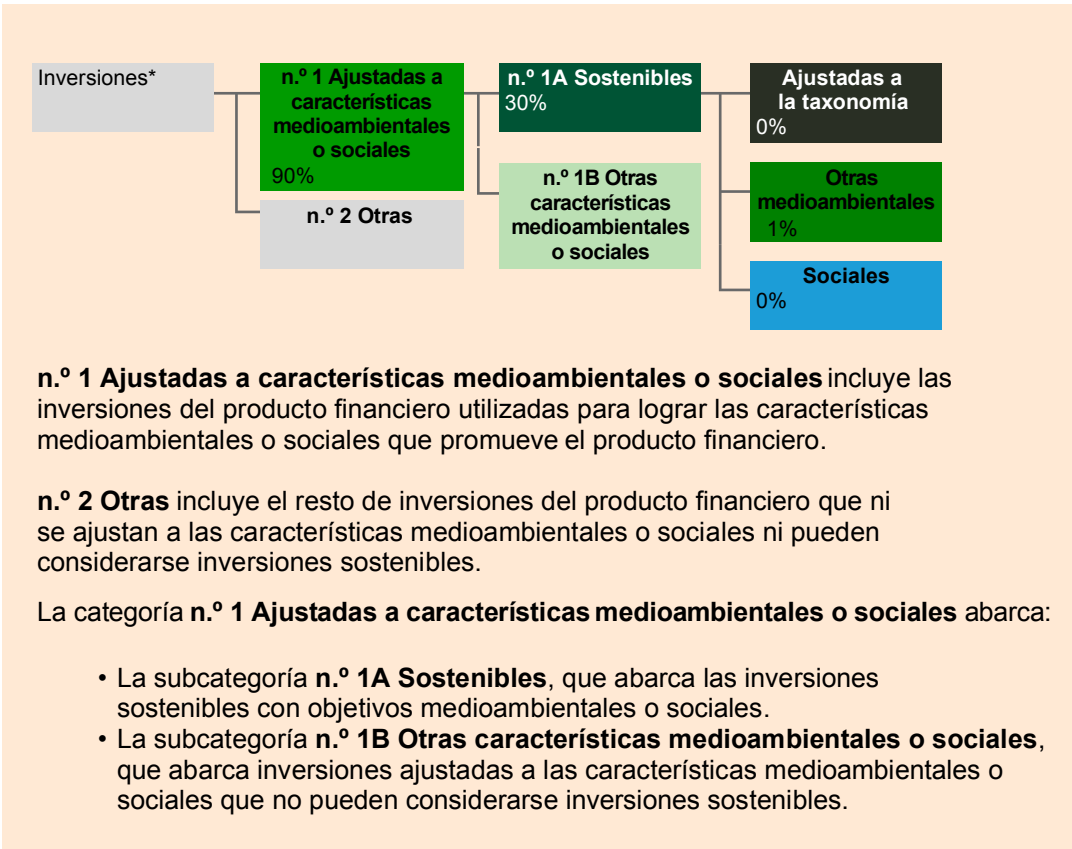 Inversiones*
n.º 1 Ajustadas a
características
medioambientales
o sociales
90%
n.º 2 Otras
n.º 1A Sostenibles
30%
n.º 1B Otras
características
medioambientales
o sociales
Ajustadas a
la taxonomía
0%
Otras
medioambientales
1%
Sociales
0%
n.º 1 Ajustadas a características medioambientales o sociales incluye las
inversiones del producto financiero utilizadas para lograr las características
medioambientales o sociales que promueve el producto financiero.
n.º 2 Otras incluye el resto de inversiones del producto financiero que ni
se ajustan a las características medioambientales o sociales ni pueden
considerarse inversiones sostenibles.
La categoría n.º 1 Ajustadas a características medioambientales o sociales abarca:
• La subcategoría n.º 1A Sostenibles, que abarca las inversiones
sostenibles con objetivos medioambientales o sociales.
• La subcategoría n.º 1B Otras características medioambientales o sociales,
que abarca inversiones ajustadas a las características medioambientales o
sociales que no pueden considerarse inversiones sostenibles.